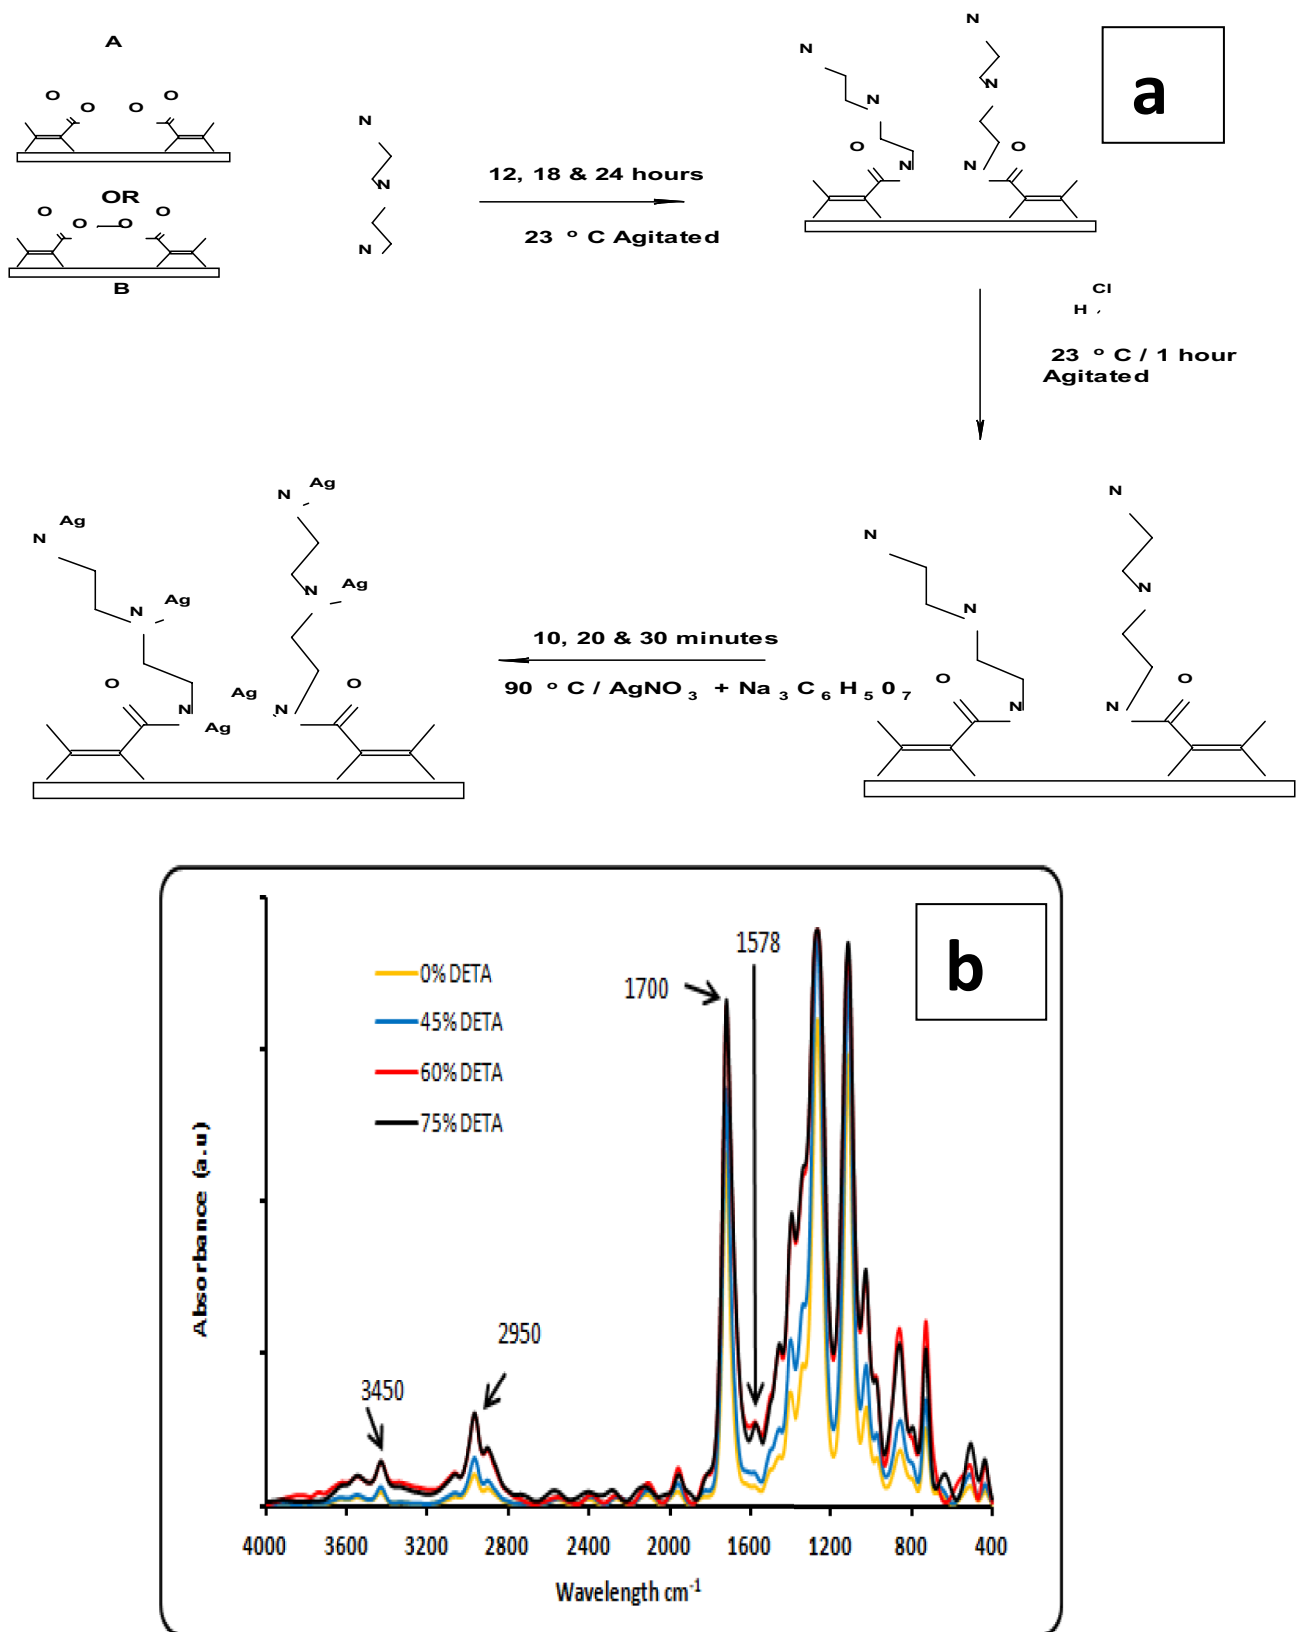 A
O
O
O
O
OR
O
O
O
O
B
N
N
N
12, 18 & 24 hours
23 o C Agitated
N
N
N
N
N
N
O
O
a
Cl
H
23 o C / 1 hour
Agitated
N
N
N
N
N
N
O
O
10, 20 & 30 minutes
90 o C / AgNO3 + Na3C6H507
N
Ag
Ag
N
N
Ag
N
Ag
O
O
Ag
N
N
Ag
b
1578
1700
0% DETA
45% DETA
60% DETA
75% DETA
2950
3450
Absorbance (a.u)
4000 3600 3200 2800 2400 2000 1600 1200 800 400
Wavelength cm-1